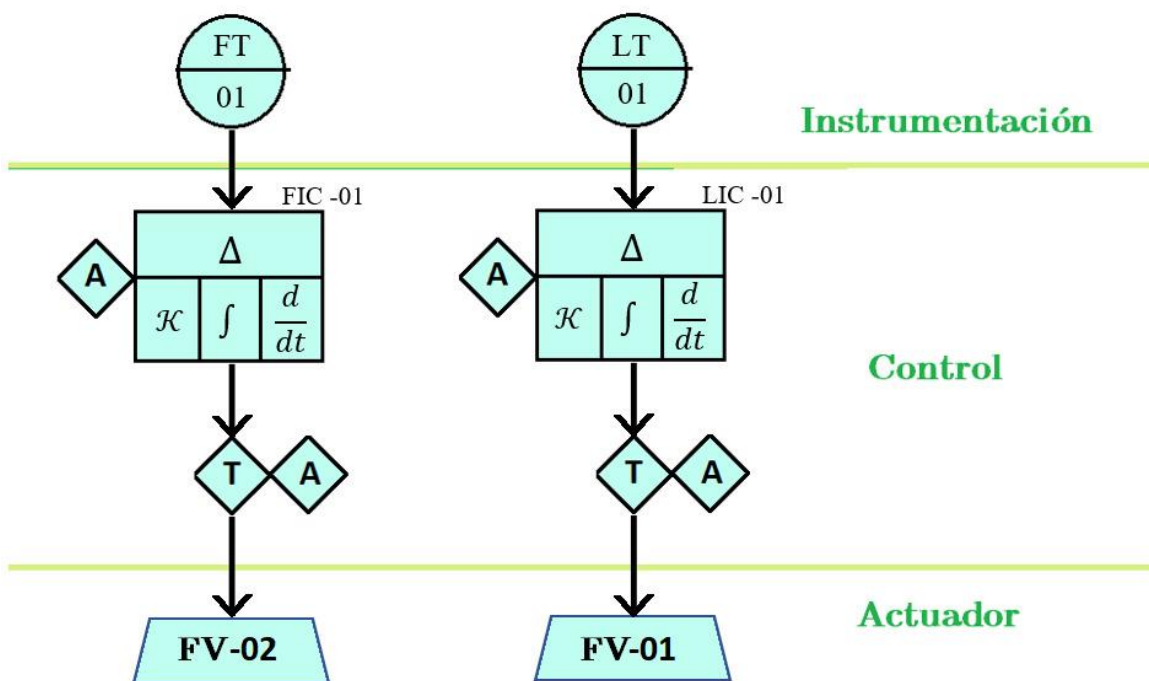 FT
01
LT
01
Instrumentación
FIC -01
LIC -01
Δ
Δ
A
A
𝒦 ∫ d/dt
𝒦 ∫ d/dt
Control
T A
T A
Actuador
FV-02
FV-01